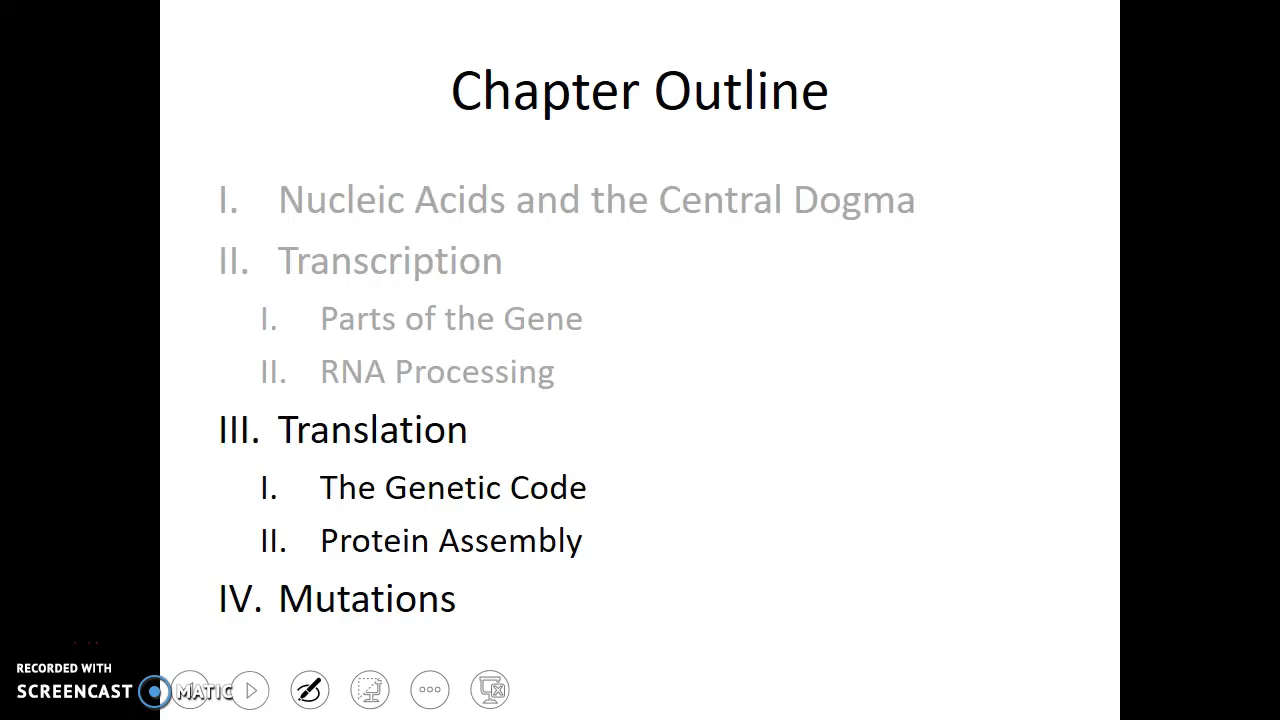 Chapter Outline
I. Nucleic Acids and the Central Dogma
II. Transcription
I. Parts of the Gene
II. RNA Processing
III. Translation
I. The Genetic Code
II. Protein Assembly
IV. Mutations
RECORDED WITH
SCREENCAST MATIC